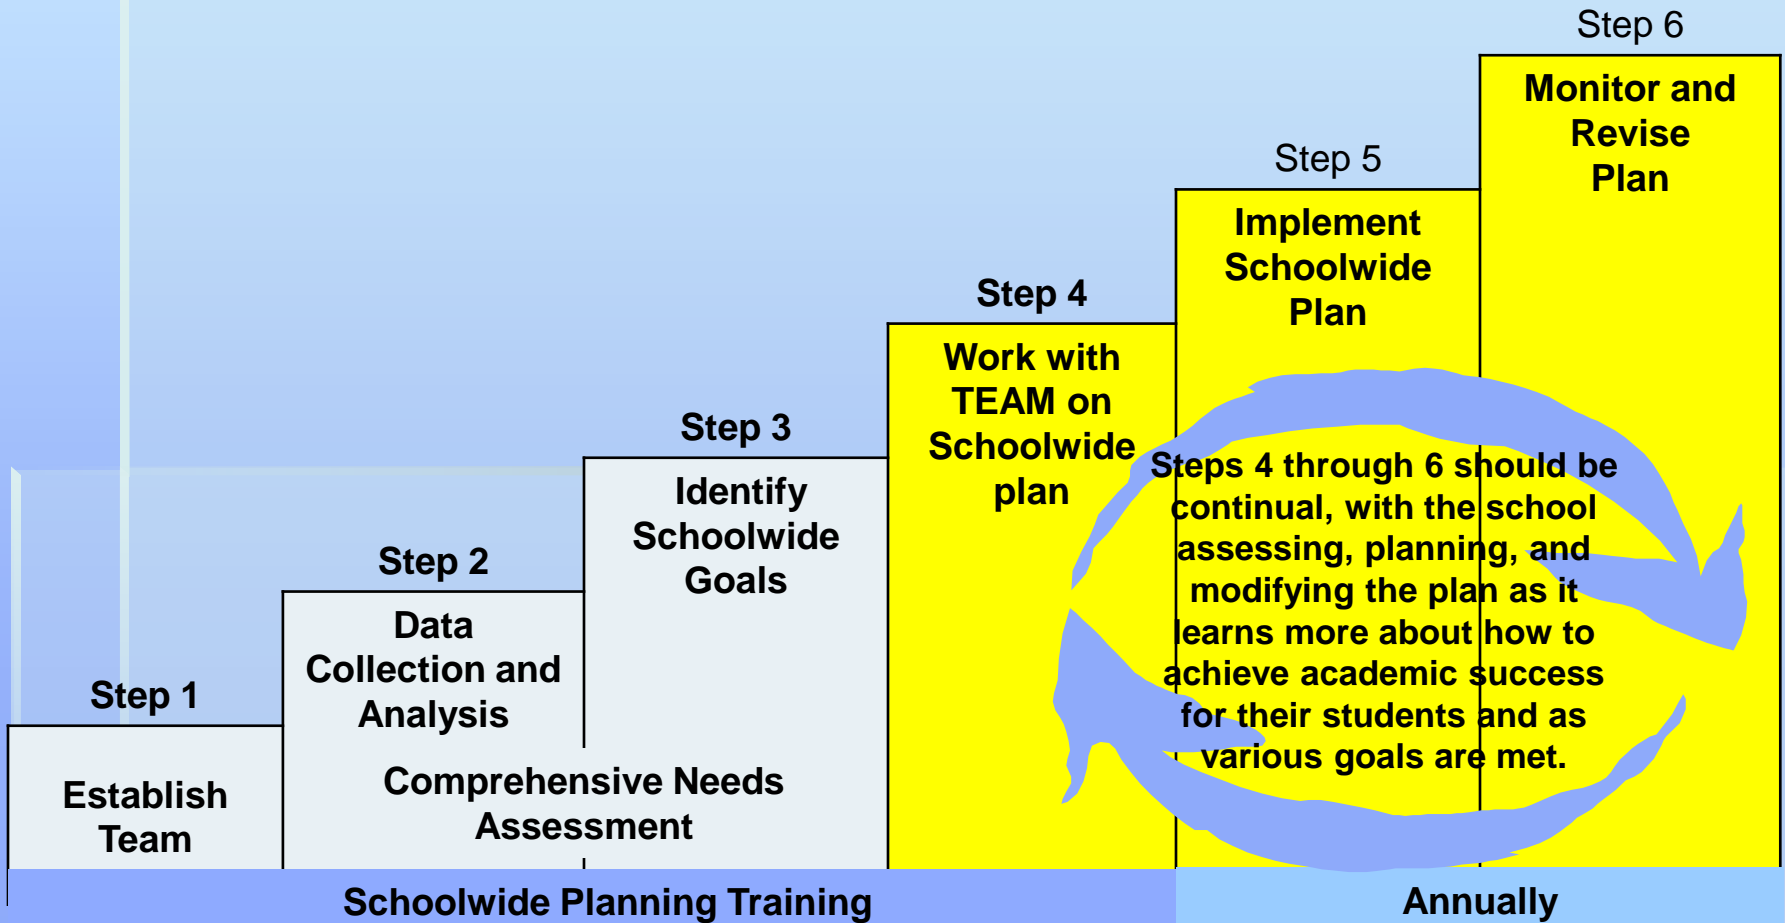 Step 1
Establish
Team
Step 2
Data
Collection and
Analysis
Comprehensive Needs
Assessment
Step 3
Identify
Schoolwide
Goals
Step 4
Work with
TEAM on
Schoolwide
plan
Step 5
Implement
Schoolwide
Plan
Step 6
Monitor and
Revise
Plan
Steps 4 through 6 should be
continual, with the school
assessing, planning, and
modifying the plan as it
learns more about how to
achieve academic success
for their students and as
various goals are met.
Schoolwide Planning Training
Annually